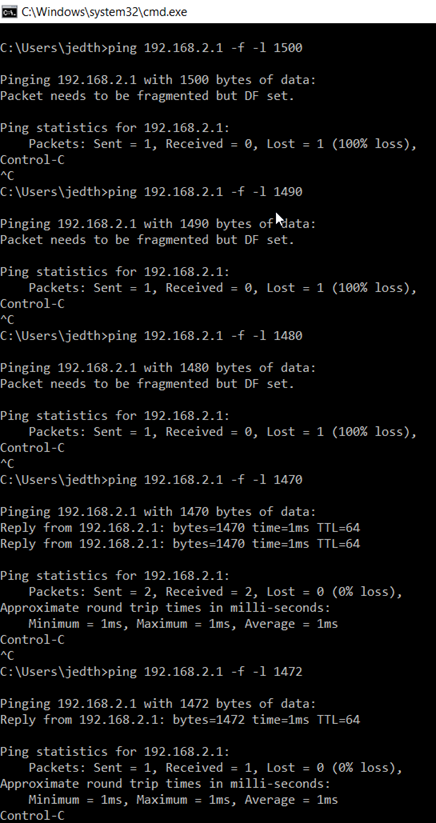 C:\Windows\system32\cmd.exe
C:\Users\jedth>ping 192.168.2.1 -f -l 1500
Pinging 192.168.2.1 with 1500 bytes of data:
Packet needs to be fragmented but DF set.
Ping statistics for 192.168.2.1:
    Packets: Sent = 1, Received = 0, Lost = 1 (100% loss),
Control-C
^C
C:\Users\jedth>ping 192.168.2.1 -f -l 1490
Pinging 192.168.2.1 with 1490 bytes of data:
Packet needs to be fragmented but DF set.
Ping statistics for 192.168.2.1:
    Packets: Sent = 1, Received = 0, Lost = 1 (100% loss),
Control-C
^C
C:\Users\jedth>ping 192.168.2.1 -f -l 1480
Pinging 192.168.2.1 with 1480 bytes of data:
Packet needs to be fragmented but DF set.
Ping statistics for 192.168.2.1:
    Packets: Sent = 1, Received = 0, Lost = 1 (100% loss),
Control-C
^C
C:\Users\jedth>ping 192.168.2.1 -f -l 1470
Pinging 192.168.2.1 with 1470 bytes of data:
Reply from 192.168.2.1: bytes=1470 time=1ms TTL=64
Reply from 192.168.2.1: bytes=1470 time=1ms TTL=64
Ping statistics for 192.168.2.1:
    Packets: Sent = 2, Received = 2, Lost = 0 (0% loss),
Approximate round trip times in milli-seconds:
    Minimum = 1ms, Maximum = 1ms, Average = 1ms
Control-C
^C
C:\Users\jedth>ping 192.168.2.1 -f -l 1472
Pinging 192.168.2.1 with 1472 bytes of data:
Reply from 192.168.2.1: bytes=1472 time=1ms TTL=64
Ping statistics for 192.168.2.1:
    Packets: Sent = 1, Received = 1, Lost = 0 (0% loss),
Approximate round trip times in milli-seconds:
    Minimum = 1ms, Maximum = 1ms, Average = 1ms
Control-C